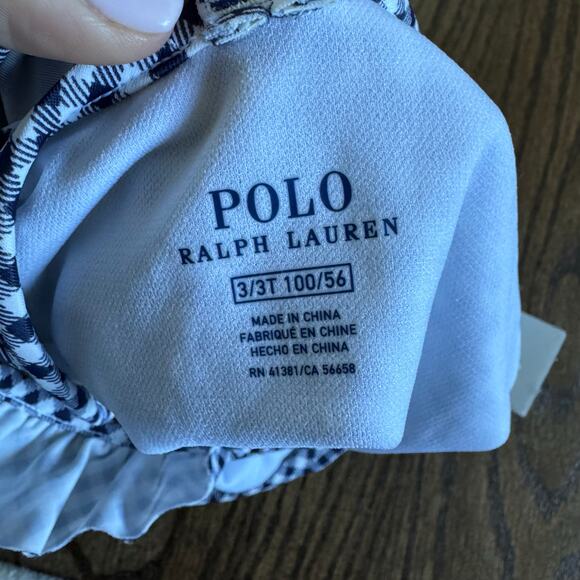 POLO
RALPH LAUREN
3/3T 100/56
MADE IN CHINA
FABRIQUÉ EN CHINE
HECHO EN CHINA
RN 41381/CA 56658